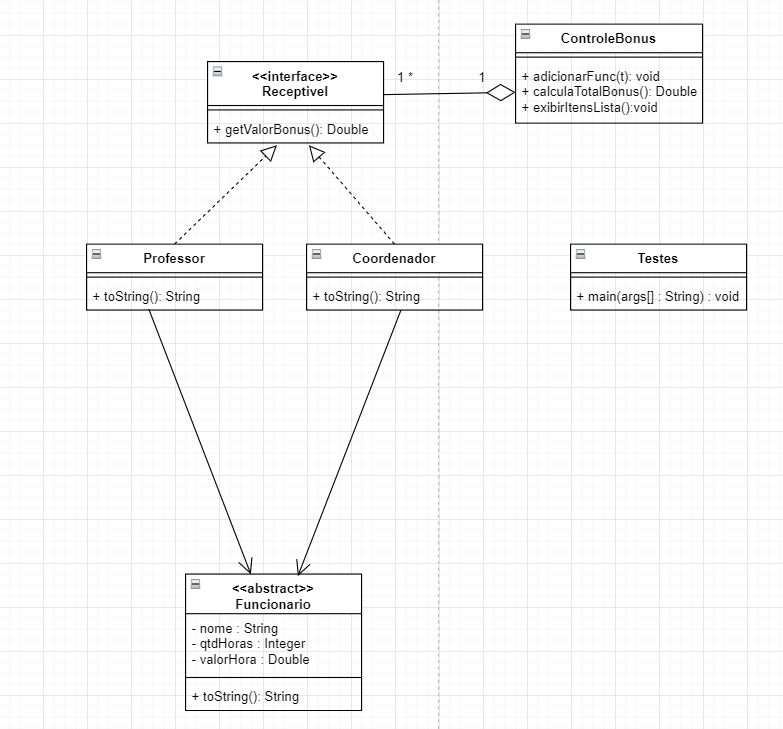 ControleBonus
+ adicionarFunc(t): void
+ calculaTotalBonus(): Double
+ exibirItensLista():void
<<interface>>
Receptivel
+ getValorBonus(): Double
1 *
1
Professor
+ toString(): String
Coordenador
+ toString(): String
Testes
+ main(args[] : String) : void
<<abstract>>
Funcionario
- nome : String
- qtdHoras : Integer
- valorHora : Double
+ toString(): String